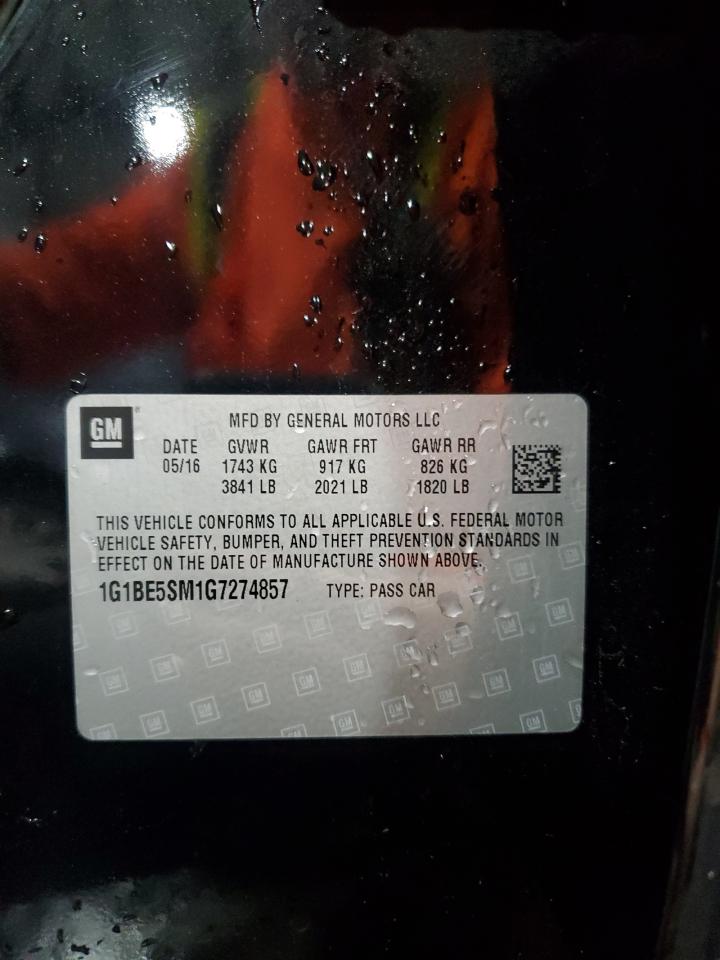 GM
MFD BY GENERAL MOTORS LLC
DATE GVWR GAWR FRT GAWR RR
05/16 1743 KG 917 KG 826 KG
3841 LB 2021 LB 1820 LB
THIS VEHICLE CONFORMS TO ALL APPLICABLE U.S. FEDERAL MOTOR
VEHICLE SAFETY, BUMPER, AND THEFT PREVENTION STANDARDS IN
EFFECT ON THE DATE OF MANUFACTURE SHOWN ABOVE.
1G1BE5SM1G7274857 TYPE: PASS CAR